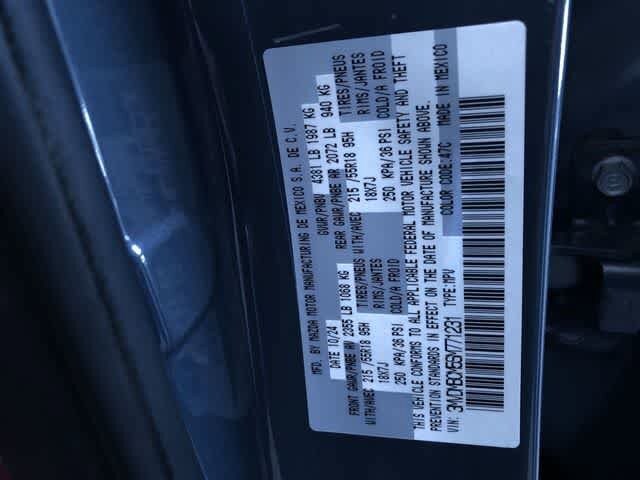 MFD. BY MAZDA MOTOR MANUFACTURING DE MEXICO S.A. DE C.V.
DATE 10/24 GVWR/PNBV 4381 LB 1987 KG
FRONT GAWR/PNBE AV 2355 LB 1068 KG REAR GAWR/PNBE AR 2072 LB 940 KG
TIRES/PNEUS TIRES/PNEUS
WITH/AVEC 215 /55R18 95H WITH/AVEC 215 /55R18 95H
RIMS/JANTES RIMS/JANTES
18X7J 18X7J
COLD/A FROID COLD/A FROID
250 KPA/36 PSI 250 KPA/36 PSI
THIS VEHICLE CONFORMS TO ALL APPLICABLE FEDERAL MOTOR VEHICLE SAFETY AND THEFT
PREVENTION STANDARDS IN EFFECT ON THE DATE OF MANUFACTURE SHOWN ABOVE.
VIN: TYPE:MPV COLOR CODE:47C MADE IN MEXICO